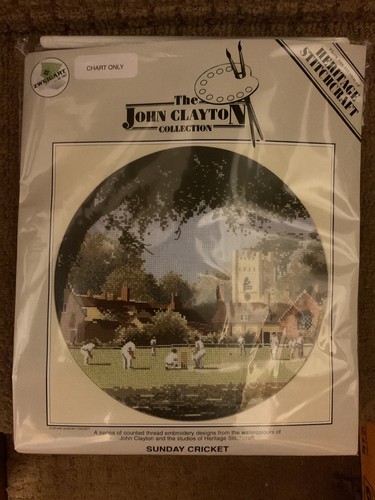 ZWEIGART
CHART ONLY
HERITAGE
STITCHCRAFT
The
JOHN CLAYTON
COLLECTION
A series of counted thread embroidery designs from the watercolours of
John Clayton and the studios of Heritage Stitchcraft.
SUNDAY CRICKET